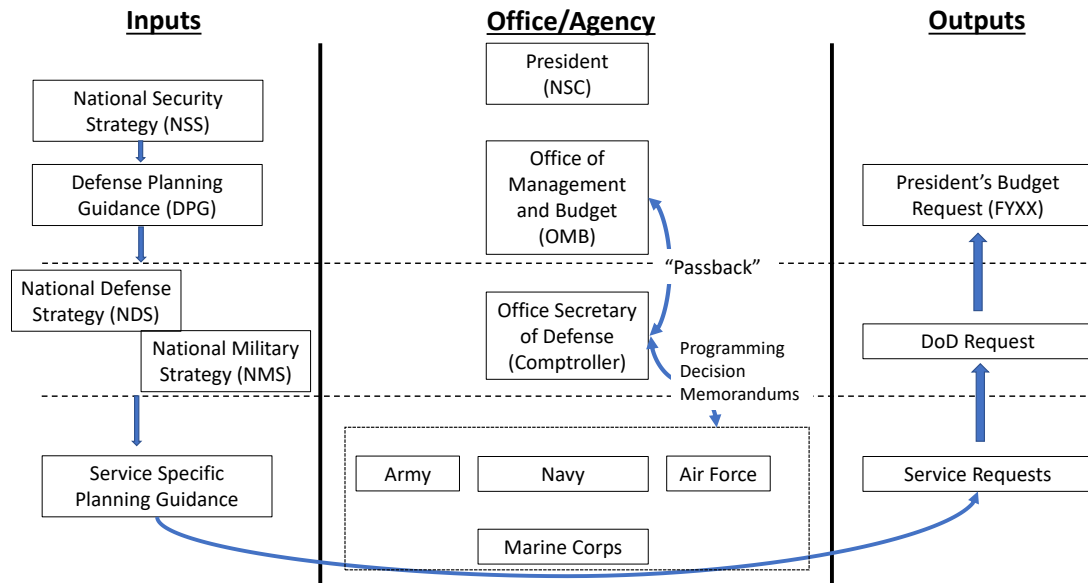 Inputs
Office/Agency
Outputs
National Security
Strategy (NSS)
Defense Planning
Guidance (DPG)
National Defense
Strategy (NDS)
National Military
Strategy (NMS)
Service Specific
Planning Guidance
President
(NSC)
Office of
Management
and Budget
(OMB)
“Passback”
Office Secretary
of Defense
(Comptroller)
Programming
Decision
Memorandums
Army
Navy
Air Force
Marine Corps
President’s Budget
Request (FYXX)
DoD Request
Service Requests